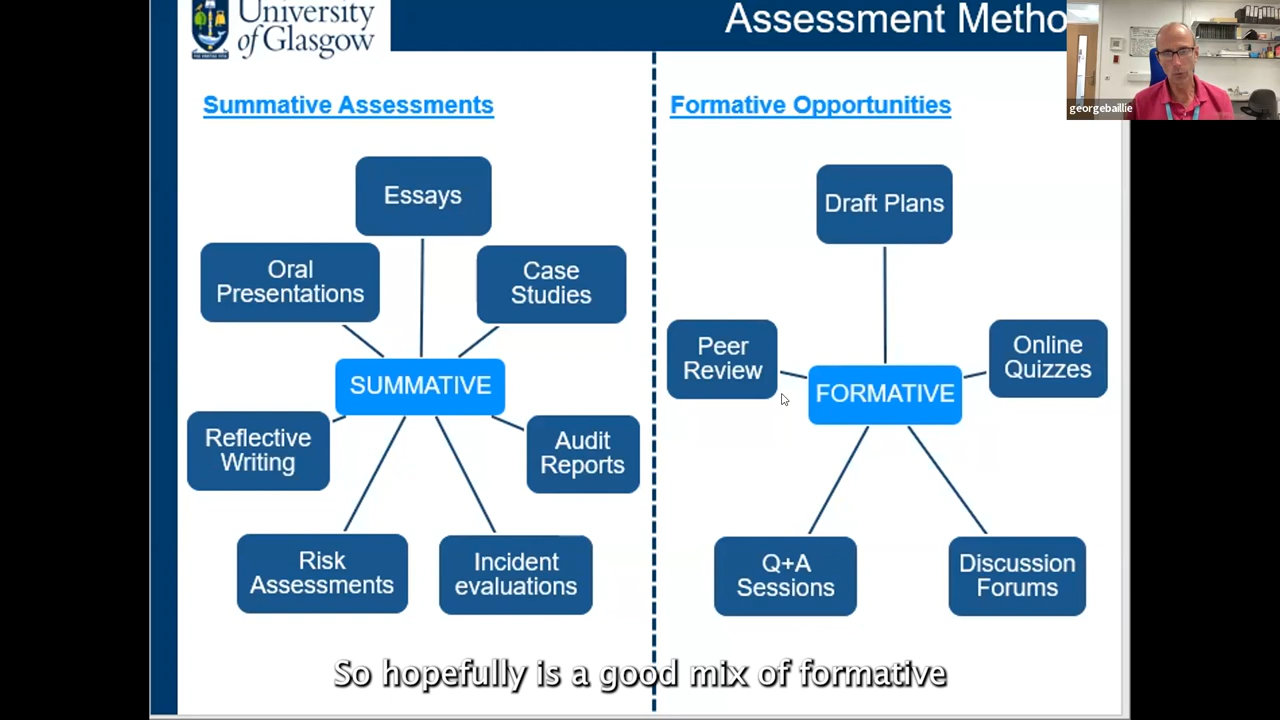 University
of Glasgow
Assessment Metho
georgebaillie
Summative Assessments
Formative Opportunities
Essays
Oral
Presentations
Case
Studies
SUMMATIVE
Reflective
Writing
Audit
Reports
Risk
Assessments
Incident
evaluations
Draft Plans
Peer
Review
Online
Quizzes
FORMATIVE
Q+A
Sessions
Discussion
Forums
So hopefully is a good mix of formative